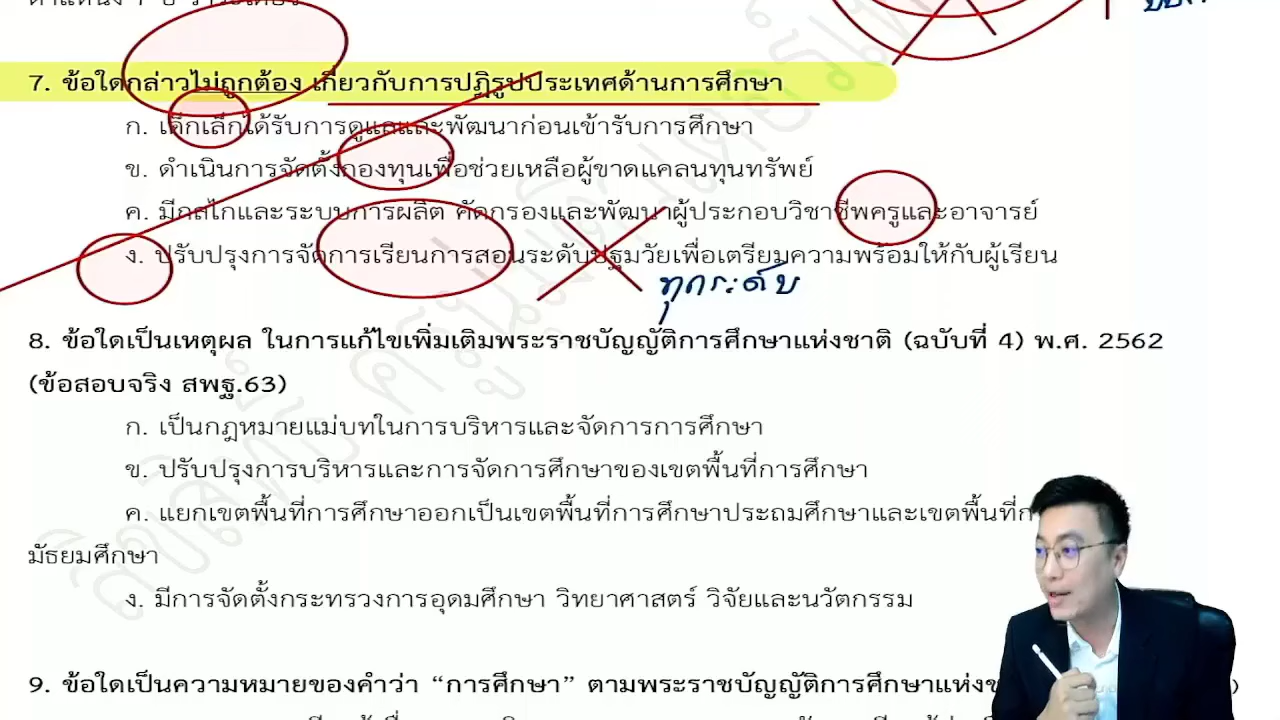 7. ข้อใดกล่าวไม่ถูกต้อง เกี่ยวกับการปฏิรูปประเทศด้านการศึกษา
ก. เด็กเล็กได้รับการดูแลและพัฒนาก่อนเข้ารับการศึกษา
ข. ดำเนินการจัดตั้งกองทุนเพื่อช่วยเหลือผู้ขาดแคลนทุนทรัพย์
ค. มีกลไกและระบบการผลิต คัดกรองและพัฒนาผู้ประกอบวิชาชีพครูและอาจารย์
ง. ปรับปรุงการจัดการเรียนการสอนระดับปฐมวัยเพื่อเตรียมความพร้อมให้กับผู้เรียน
ทุกระดับ
8. ข้อใดเป็นเหตุผล ในการแก้ไขเพิ่มเติมพระราชบัญญัติการศึกษาแห่งชาติ (ฉบับที่ 4) พ.ศ. 2562
(ข้อสอบจริง สพฐ.63)
ก. เป็นกฎหมายแม่บทในการบริหารและจัดการการศึกษา
ข. ปรับปรุงการบริหารและการจัดการศึกษาของเขตพื้นที่การศึกษา
ค. แยกเขตพื้นที่การศึกษาออกเป็นเขตพื้นที่การศึกษาประถมศึกษาและเขตพื้นที่
มัธยมศึกษา
ง. มีการจัดตั้งกระทรวงการอุดมศึกษา วิทยาศาสตร์ วิจัยและนวัตกรรม
9. ข้อใดเป็นความหมายของคำว่า “การศึกษา” ตามพระราชบัญญัติการศึกษาแห่ง